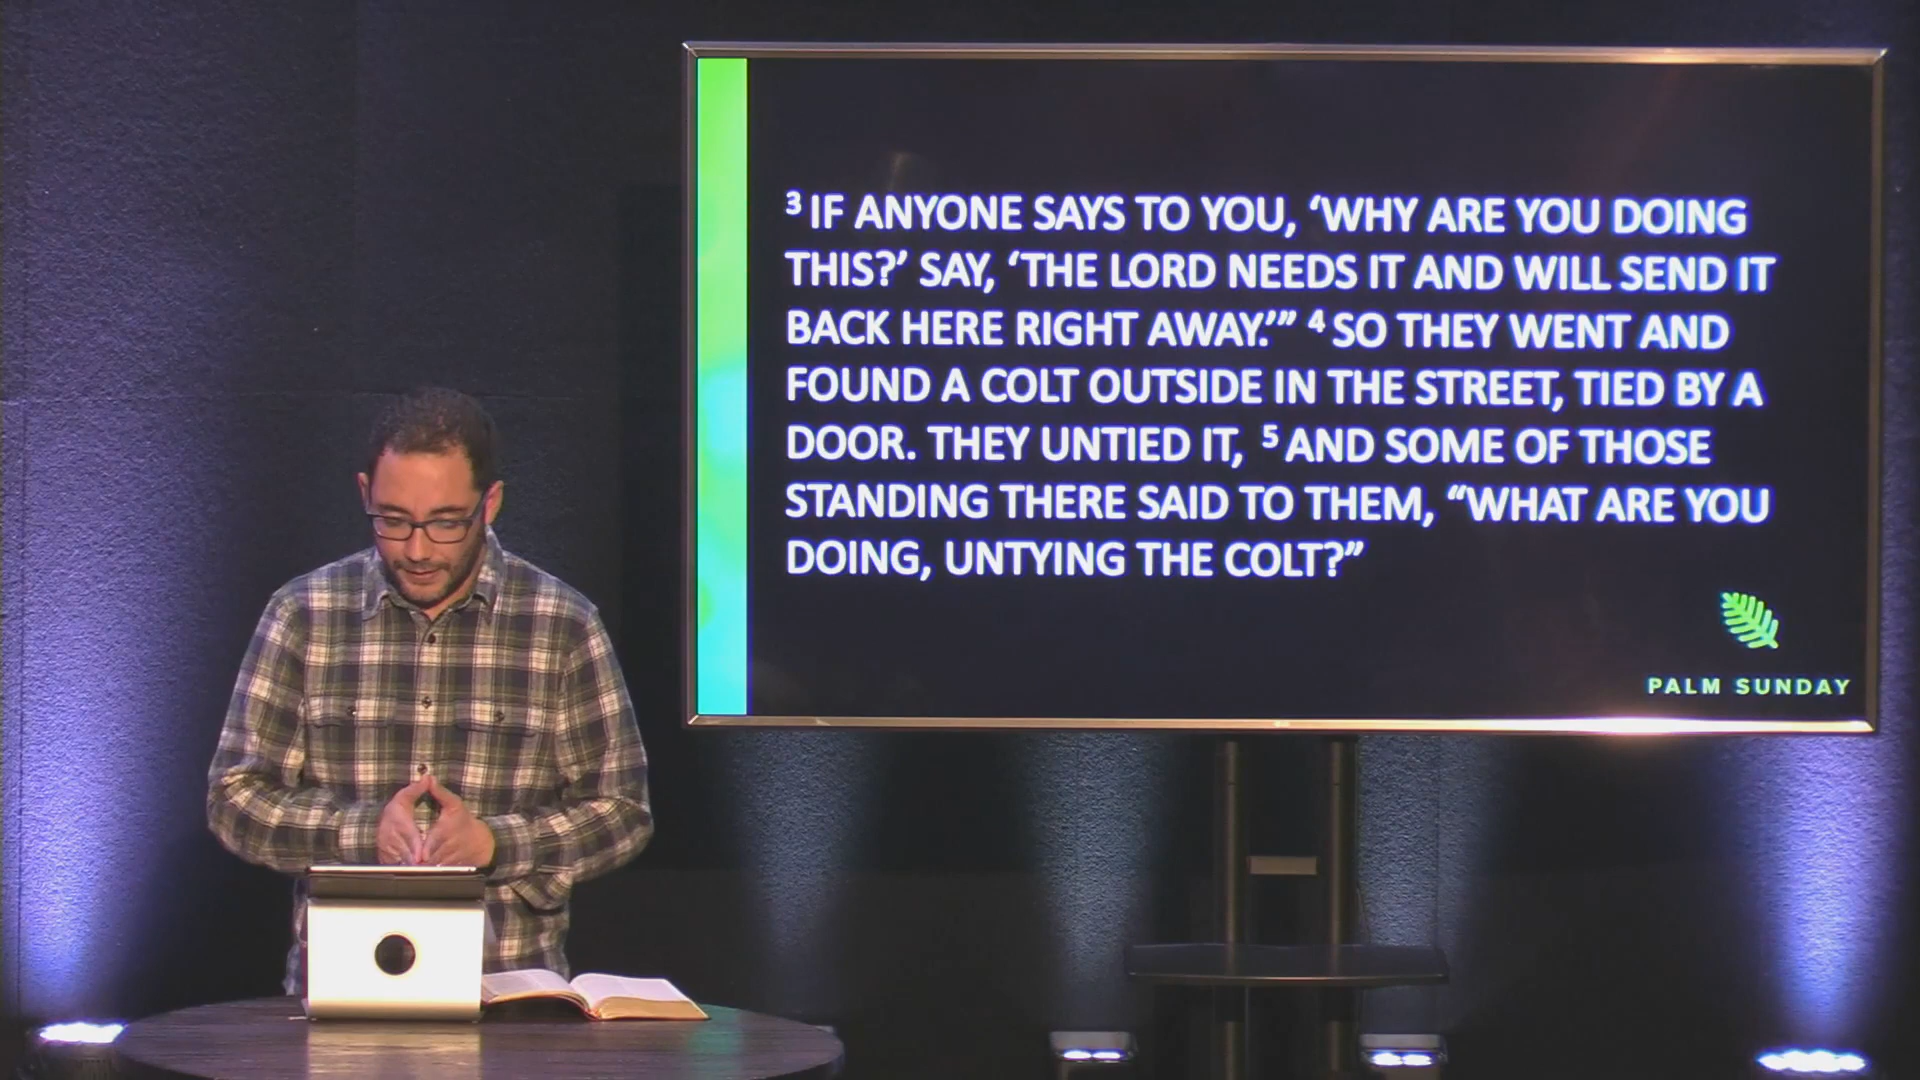 ³ IF ANYONE SAYS TO YOU, ‘WHY ARE YOU DOING
THIS?’ SAY, ‘THE LORD NEEDS IT AND WILL SEND IT
BACK HERE RIGHT AWAY.’” ⁴ SO THEY WENT AND
FOUND A COLT OUTSIDE IN THE STREET, TIED BY A
DOOR. THEY UNTIED IT, ⁵ AND SOME OF THOSE
STANDING THERE SAID TO THEM, “WHAT ARE YOU
DOING, UNTYING THE COLT?”
PALM SUNDAY